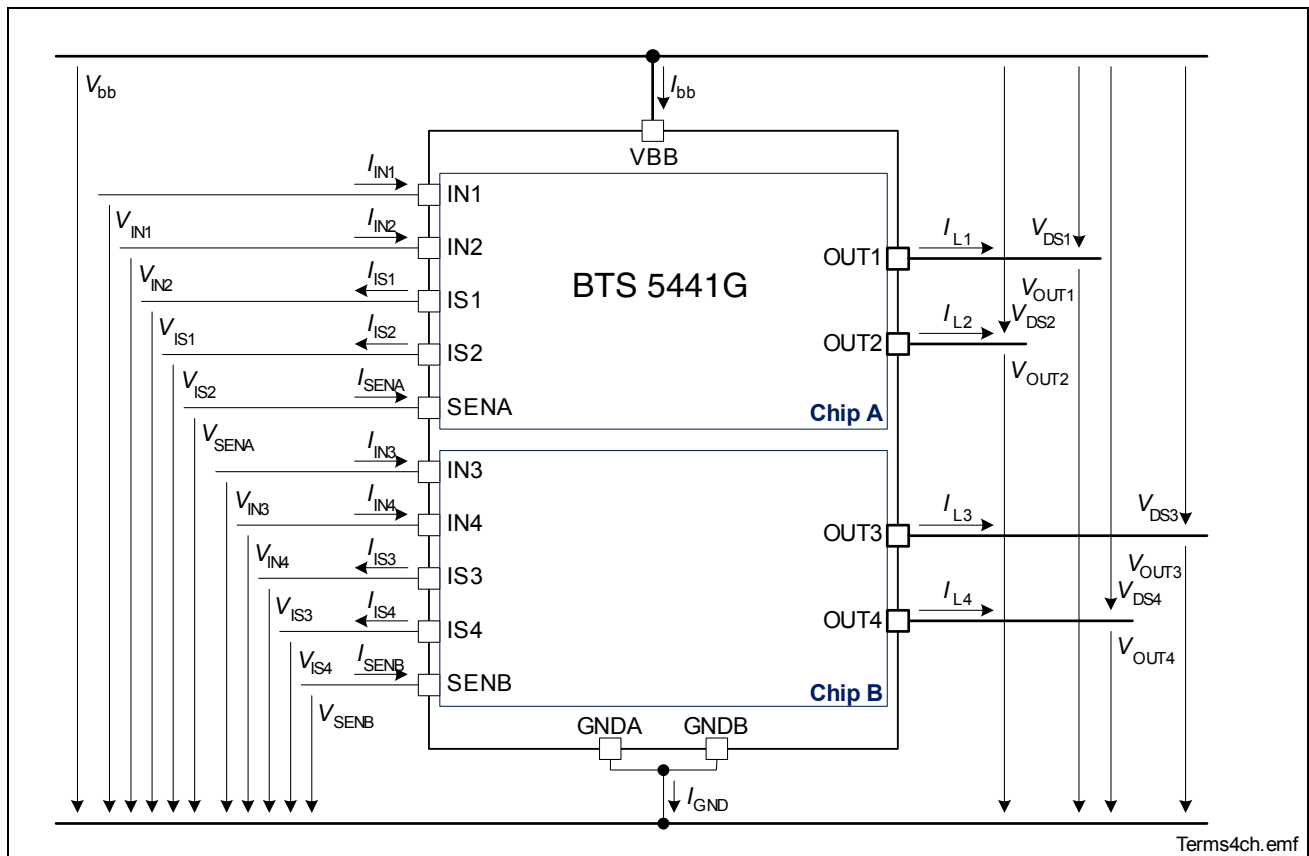 Vbb
Ibb
VBB
IIN1
IN1
VIN1
IIN2
IN2
VIN2
IIS1
IS1
VIS1
IIS2
IS2
VIS2
ISENA
SENA
VSENA
BTS 5441G
OUT1
IL1
VDS1
VOUT1
OUT2
IL2
VDS2
VOUT2
Chip A
IIN3
IN3
VIN3
IIN4
IN4
VIN4
IIS3
IS3
VIS3
IIS4
IS4
VIS4
ISENB
SENB
VSENB
OUT3
IL3
VDS3
VOUT3
OUT4
IL4
VDS4
VOUT4
Chip B
GNDA
GNDB
IGND
Terms4ch.emf